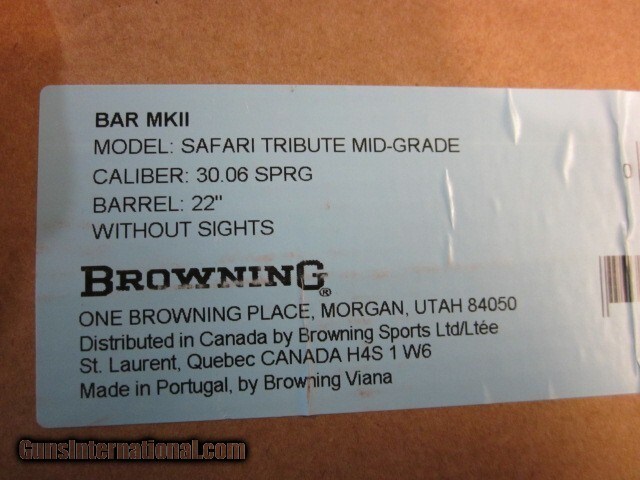 BAR MKII
MODEL: SAFARI TRIBUTE MID-GRADE
CALIBER: 30.06 SPRG
BARREL: 22"
WITHOUT SIGHTS
BROWNING®
ONE BROWNING PLACE, MORGAN, UTAH 84050
Distributed in Canada by Browning Sports Ltd/Ltée
St. Laurent, Quebec CANADA H4S 1 W6
Made in Portugal, by Browning Viana
0
GunsInternational.com